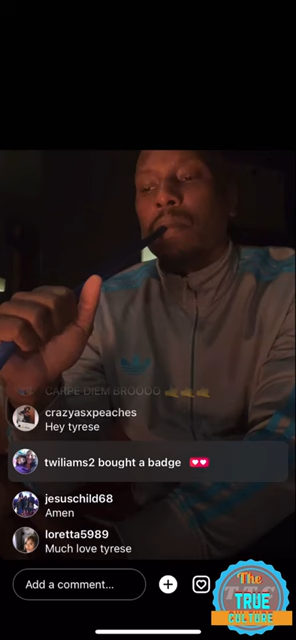 CARPE DIEM BROOOO 🤙🤙🤙
crazyasxpeaches
Hey tyrese
twiliams2 bought a badge
jesuschild68
Amen
loretta5989
Much love tyrese
Add a comment...
The
T.T.C
TRUE
CULTURE